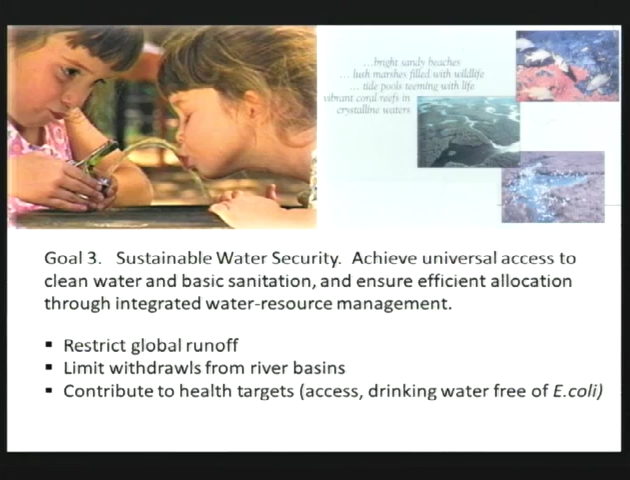 ...bright sandy beaches
... lush marshes filled with wildlife
... tide pools teeming with life
vibrant coral reefs in
crystalline waters
Goal 3. Sustainable Water Security. Achieve universal access to
clean water and basic sanitation, and ensure efficient allocation
through integrated water-resource management.
▪ Restrict global runoff
▪ Limit withdrawls from river basins
▪ Contribute to health targets (access, drinking water free of E.coli)